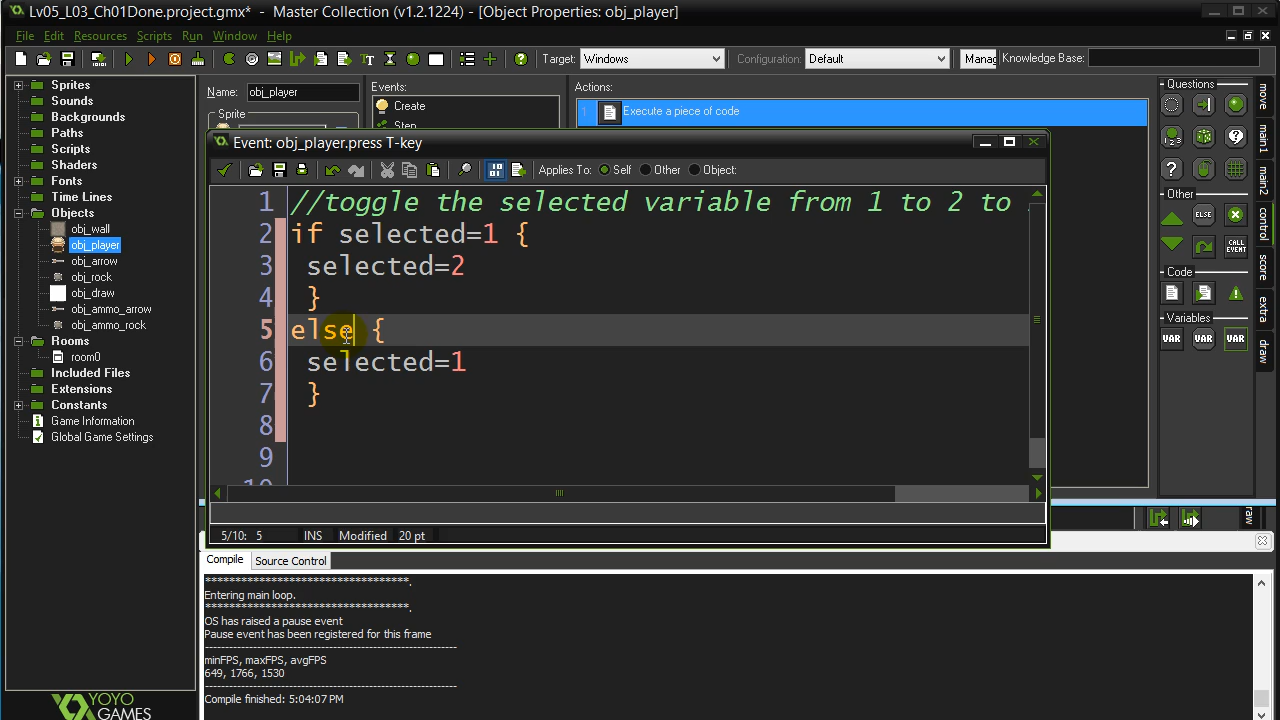 Lv05_L03_Ch01Done.project.gmx* - Master Collection (v1.2.1224) - [Object Properties: obj_player]
File Edit Resources Scripts Run Window Help
Target: Windows Configuration: Default Manag Knowledge Base:
Sprites
Sounds
Backgrounds
Paths
Scripts
Shaders
Fonts
Time Lines
Objects
obj_wall
obj_player
obj_arrow
obj_rock
obj_draw
obj_ammo_arrow
obj_ammo_rock
Rooms
room0
Included Files
Extensions
Constants
Game Information
Global Game Settings
YOYO
GAMES
Name: obj_player
Sprite
Events:
Create
Step
Actions:
1 Execute a piece of code
Event: obj_player.press T-key
Applies To: Self Other Object:
1 //toggle the selected variable from 1 to 2 to
2 if selected=1 {
3 selected=2
4 }
5 else {
6 selected=1
7 }
8
9
10
5/10: 5 INS Modified 20 pt
Questions
Other
ELSE
CALL EVENT
Code
Variables
VAR VAR VAR
move
main1
main2
control
score
extra
draw
Compile Source Control
***********************************.
Entering main loop.
***********************************.
OS has raised a pause event
Pause event has been registered for this frame
minFPS, maxFPS, avgFPS
649, 1766, 1530
Compile finished: 5:04:07 PM